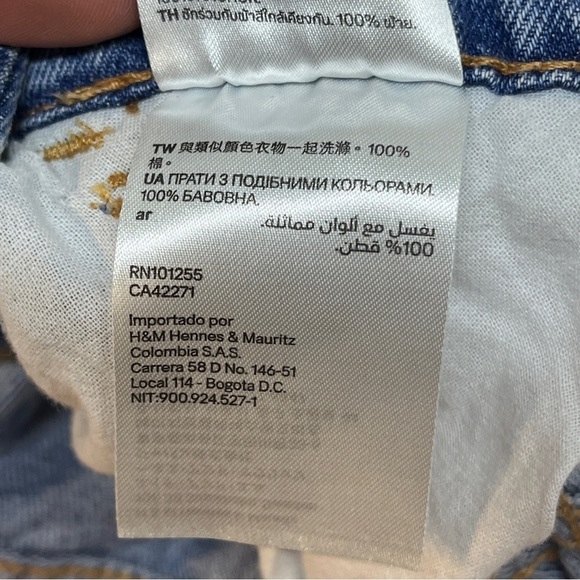 TH ซักร่วมกับผ้าสีใกล้เคียงกัน. 100% ฝ้าย.
TW 與類似顏色衣物一起洗滌。100%
棉。
UA ПРАТИ З ПОДІБНИМИ КОЛЬОРАМИ.
100% БАВОВНА.
ar يغسل مع ألوان مماثلة.
100% قطن.
RN101255
CA42271
Importado por
H&M Hennes & Mauritz
Colombia S.A.S.
Carrera 58 D No. 146-51
Local 114 - Bogota D.C.
NIT:900.924.527-1